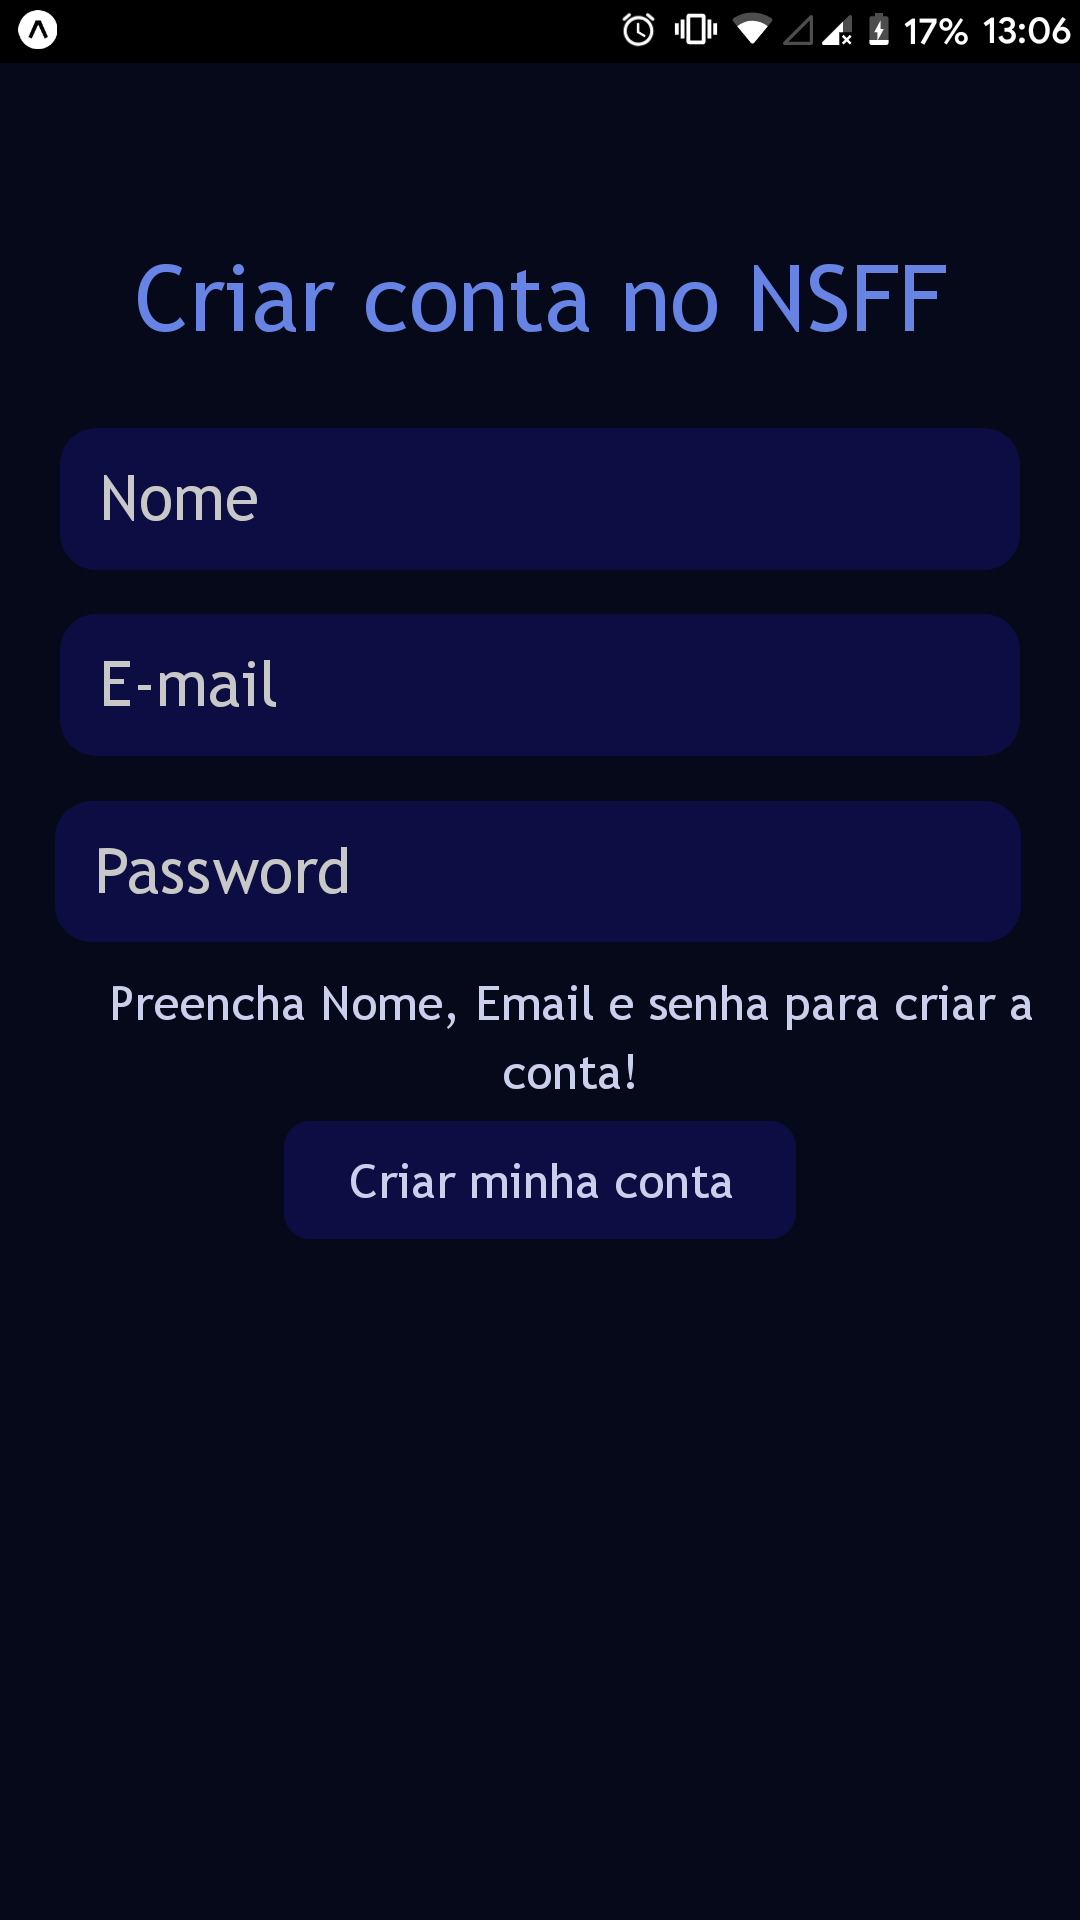 17% 13:06
Criar conta no NSFF
Nome
E-mail
Password
Preencha Nome, Email e senha para criar a
conta!
Criar minha conta